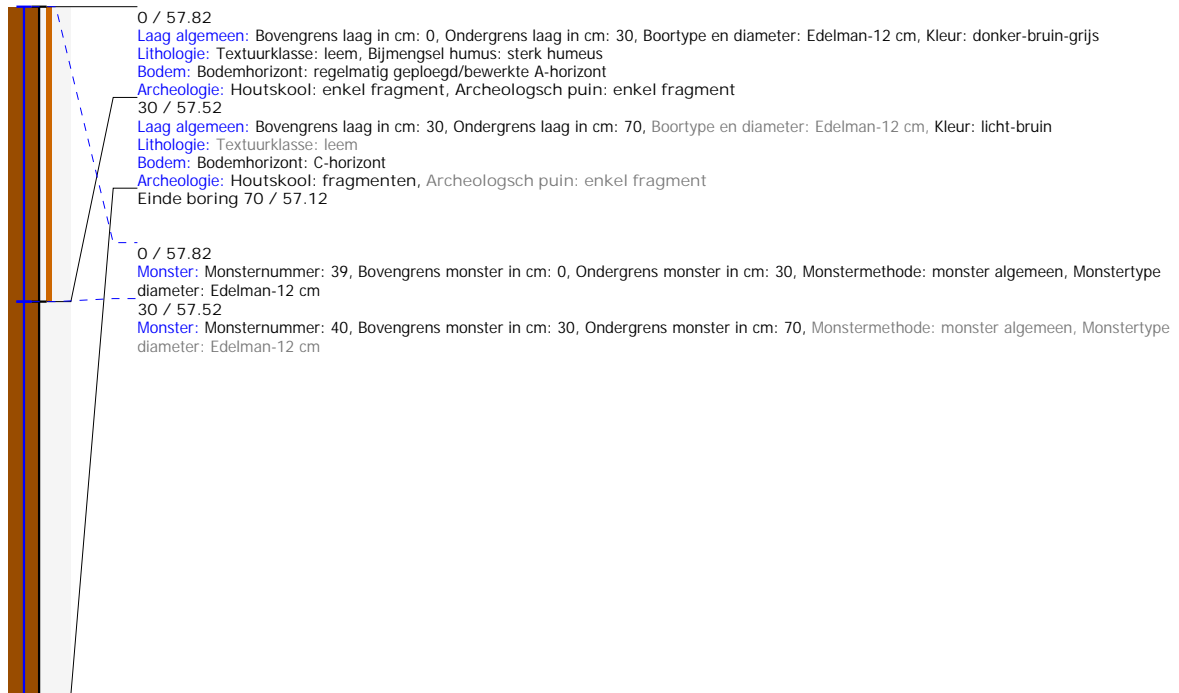 0 / 57.82
Laag algemeen: Bovengrens laag in cm: 0, Ondergrens laag in cm: 30, Boortype en diameter: Edelman-12 cm, Kleur: donker-bruin-grijs
Lithologie: Textuurklasse: leem, Bijmengsel humus: sterk humeus
Bodem: Bodemhorizont: regelmatig geploegd/bewerkte A-horizont
Archeologie: Houtskool: enkel fragment, Archeologsch puin: enkel fragment
30 / 57.52
Laag algemeen: Bovengrens laag in cm: 30, Ondergrens laag in cm: 70, Boortype en diameter: Edelman-12 cm, Kleur: licht-bruin
Lithologie: Textuurklasse: leem
Bodem: Bodemhorizont: C-horizont
Archeologie: Houtskool: fragmenten, Archeologsch puin: enkel fragment
Einde boring 70 / 57.12
0 / 57.82
Monster: Monsternummer: 39, Bovengrens monster in cm: 0, Ondergrens monster in cm: 30, Monstermethode: monster algemeen, Monstertype
diameter: Edelman-12 cm
30 / 57.52
Monster: Monsternummer: 40, Bovengrens monster in cm: 30, Ondergrens monster in cm: 70, Monstermethode: monster algemeen, Monstertype
diameter: Edelman-12 cm